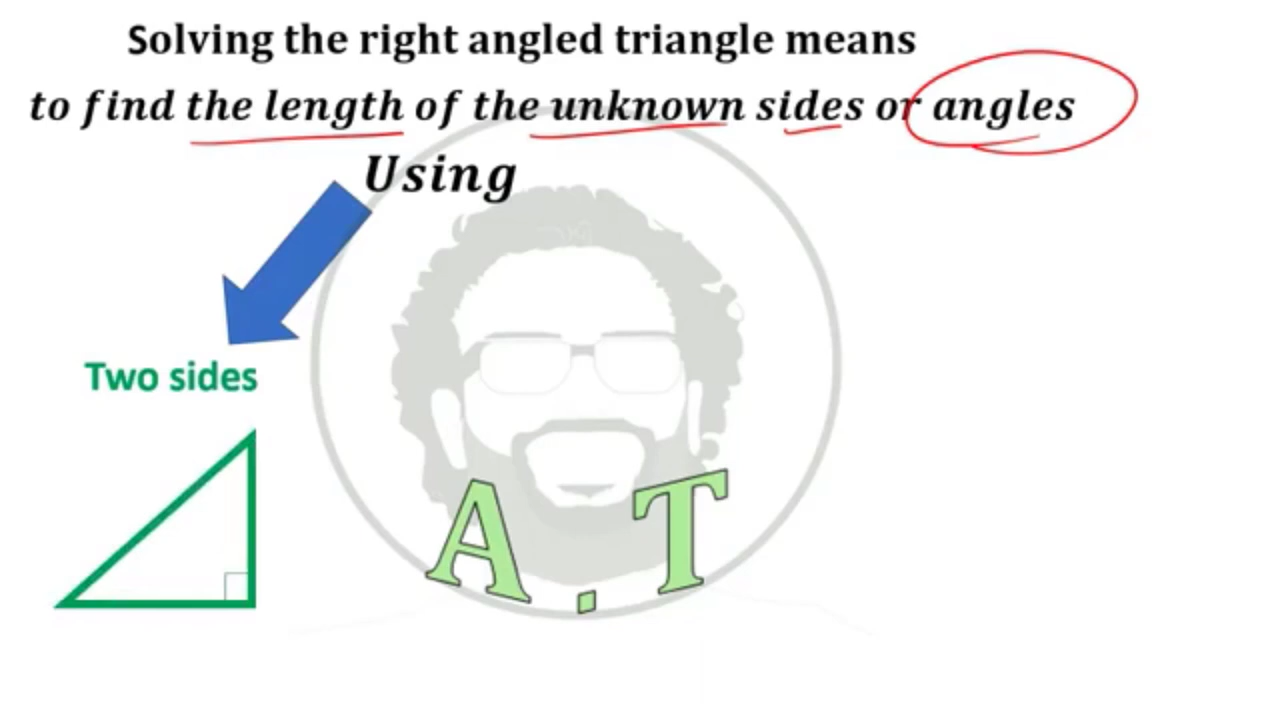 Solving the right angled triangle means
to find the length of the unknown sides or angles
Using
Two sides
A . T